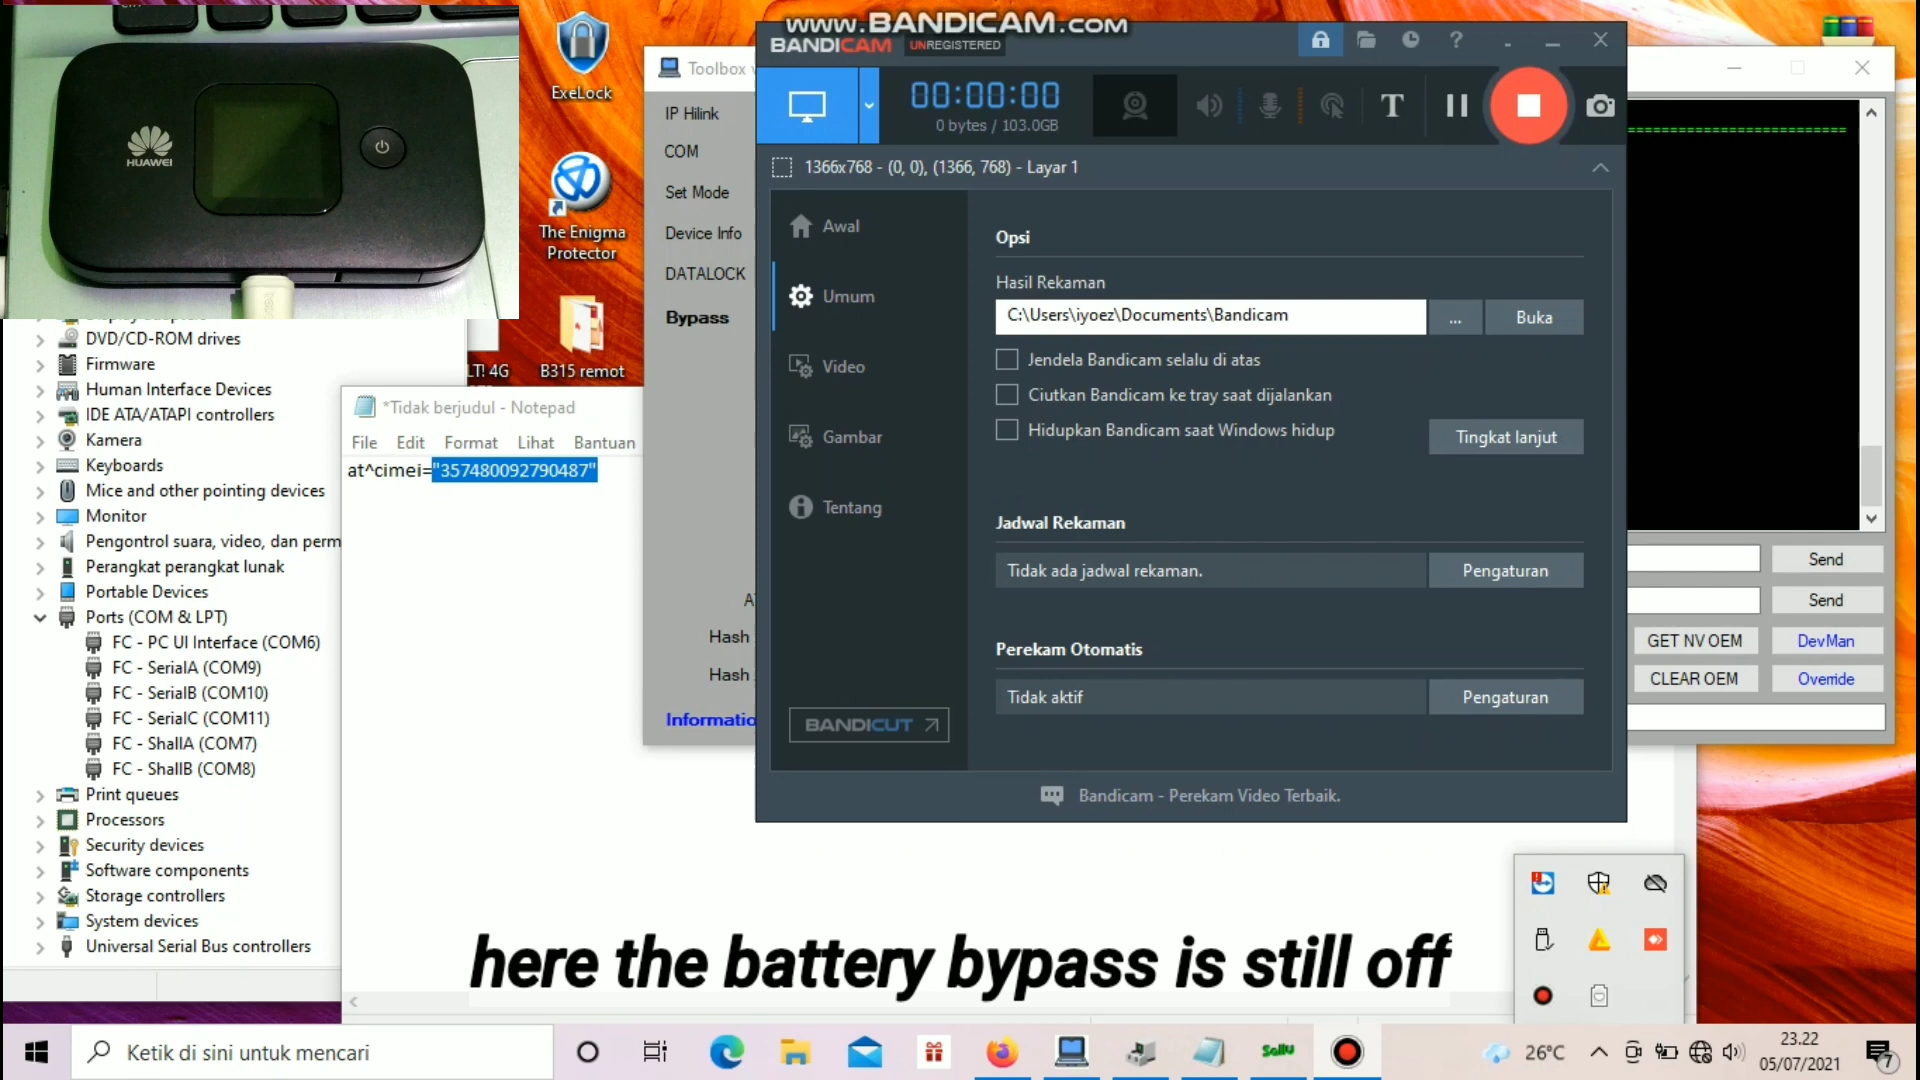 www.BANDICAM.com
BANDICAM UNREGISTERED
HUAWEI
ExeLock
The Enigma
Protector
LT! 4G
B315 remot
Toolbox
IP Hilink
COM
Set Mode
Device Info
DATALOCK
Bypass
Hash
Hash
Informatio
00:00:00
0 bytes / 103.0GB
T
1366x768 - (0, 0), (1366, 768) - Layar 1
Awal
Umum
Video
Gambar
Tentang
BANDICUT
Opsi
Hasil Rekaman
C:\Users\iyoez\Documents\Bandicam
...
Buka
Jendela Bandicam selalu di atas
Ciutkan Bandicam ke tray saat dijalankan
Hidupkan Bandicam saat Windows hidup
Tingkat lanjut
Jadwal Rekaman
Tidak ada jadwal rekaman.
Pengaturan
Perekam Otomatis
Tidak aktif
Pengaturan
Bandicam - Perekam Video Terbaik.
Send
Send
GET NV OEM
DevMan
CLEAR OEM
Override
DVD/CD-ROM drives
Firmware
Human Interface Devices
IDE ATA/ATAPI controllers
Kamera
Keyboards
Mice and other pointing devices
Monitor
Pengontrol suara, video, dan perm
Perangkat perangkat lunak
Portable Devices
Ports (COM & LPT)
FC - PC UI Interface (COM6)
FC - SerialA (COM9)
FC - SerialB (COM10)
FC - SerialC (COM11)
FC - ShallA (COM7)
FC - ShallB (COM8)
Print queues
Processors
Security devices
Software components
Storage controllers
System devices
Universal Serial Bus controllers
*Tidak berjudul - Notepad
File Edit Format Lihat Bantuan
at^cimei="357480092790487"
here the battery bypass is still off
Ketik di sini untuk mencari
26°C
23.22
05/07/2021
7